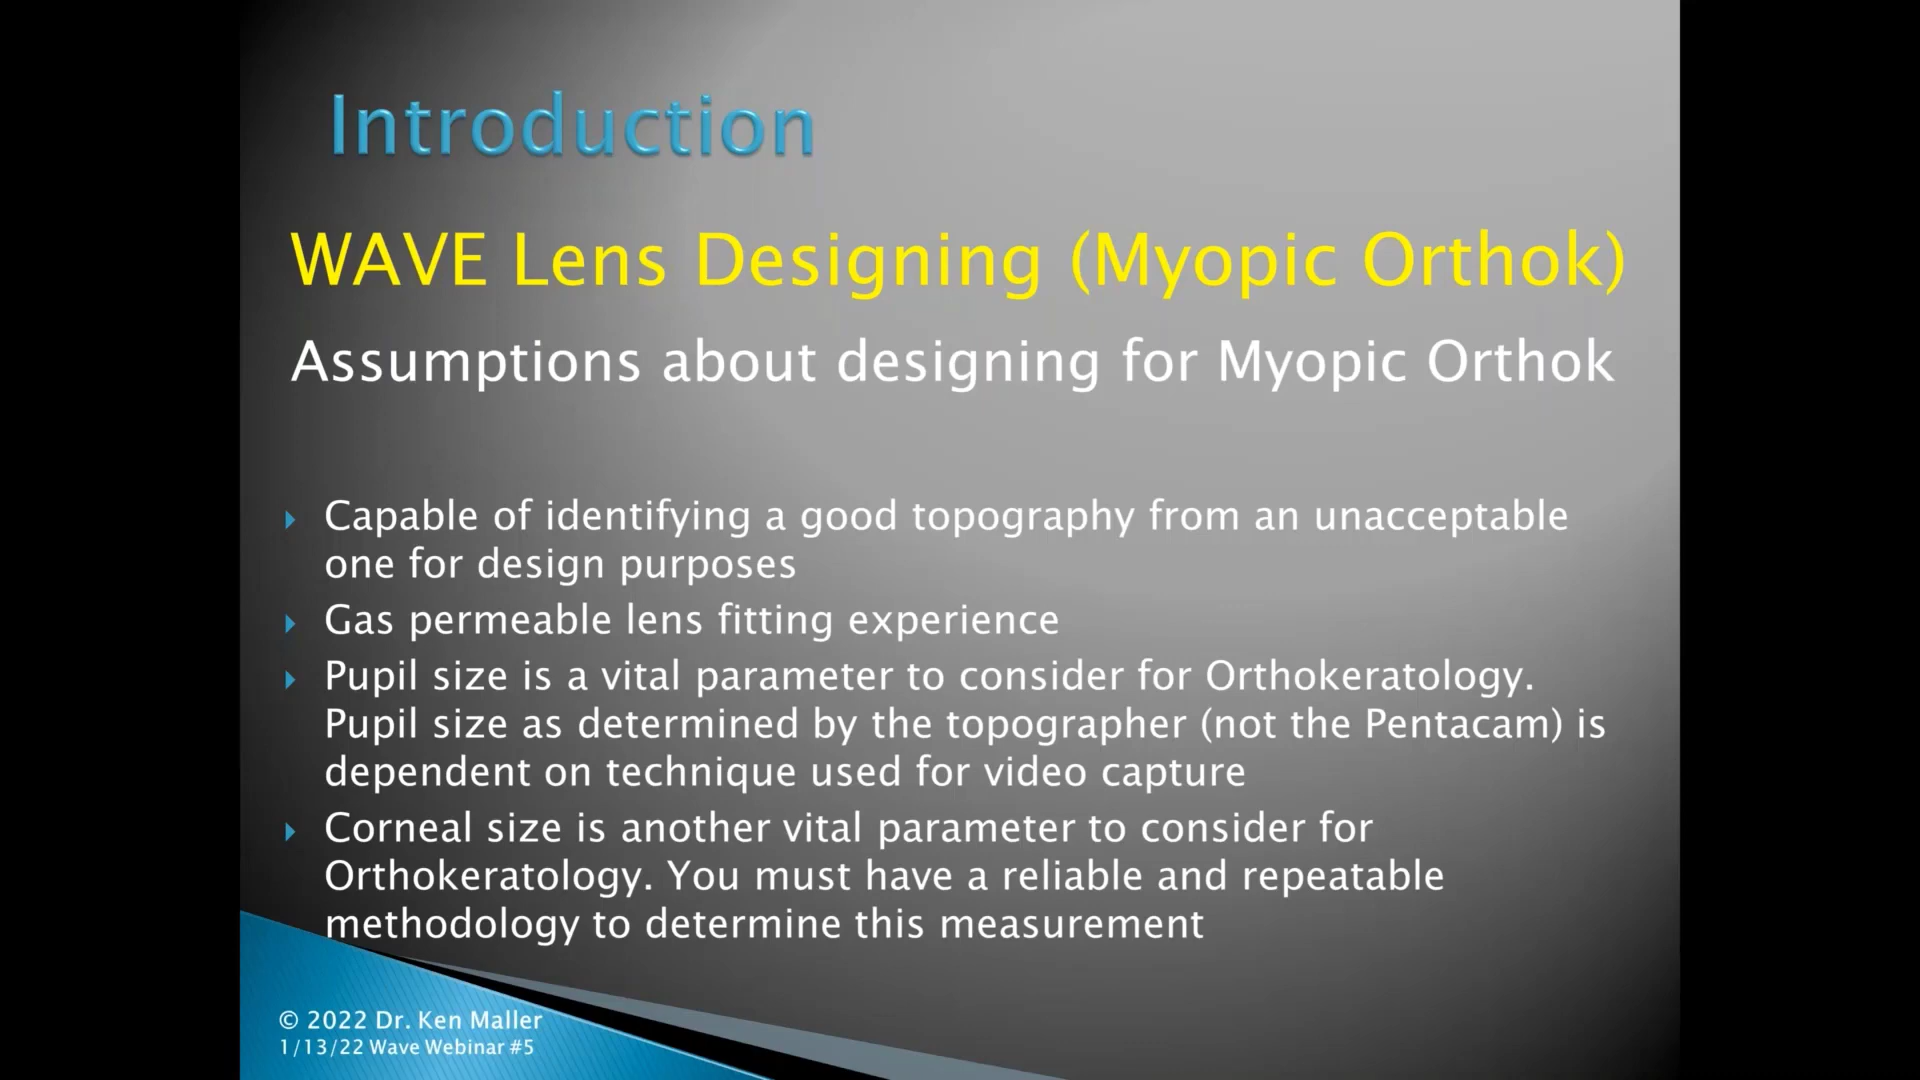 Introduction
WAVE Lens Designing (Myopic Orthok)
Assumptions about designing for Myopic Orthok
Capable of identifying a good topography from an unacceptable
one for design purposes
Gas permeable lens fitting experience
Pupil size is a vital parameter to consider for Orthokeratology.
Pupil size as determined by the topographer (not the Pentacam) is
dependent on technique used for video capture
Corneal size is another vital parameter to consider for
Orthokeratology. You must have a reliable and repeatable
methodology to determine this measurement
© 2022 Dr. Ken Maller
1/13/22 Wave Webinar #5